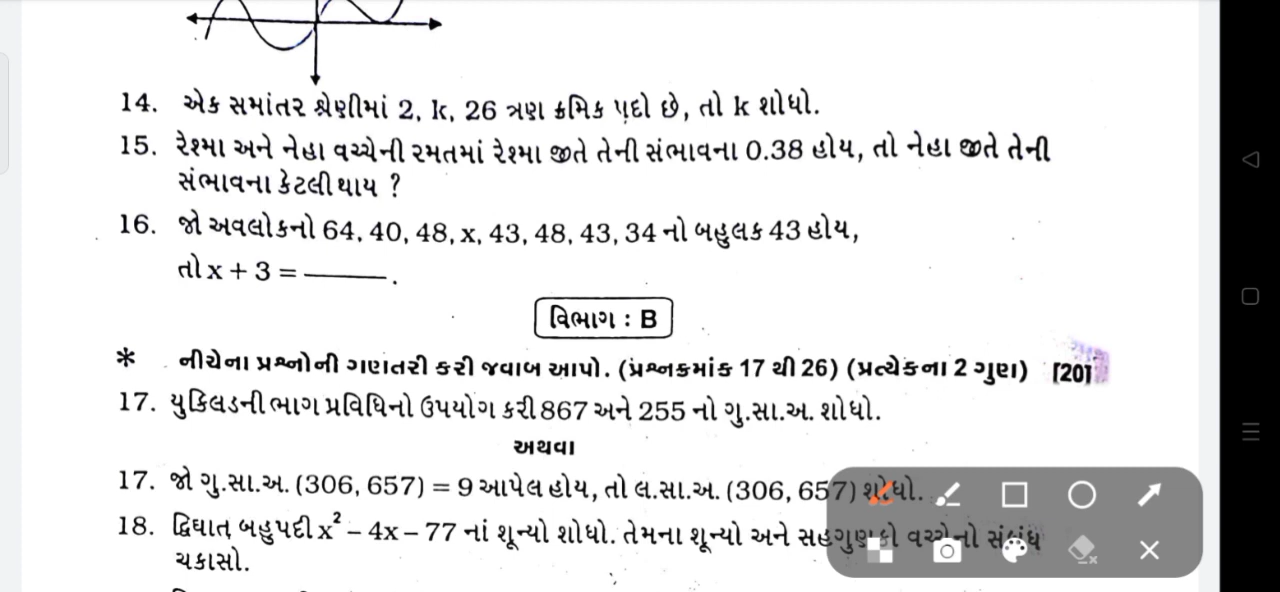 14. એક સમાંતર શ્રેણીમાં 2, k, 26 ત્રણ ક્રમિક પદો છે, તો k શોધો.
15. રેશ્મા અને નેહા વચ્ચેની રમતમાં રેશ્મા જીતે તેની સંભાવના 0.38 હોય, તો નેહા જીતે તેની
સંભાવના કેટલી થાય ?
16. જો અવલોકનો 64, 40, 48, x, 43, 48, 43, 34 નો બહુલક 43 હોય,
તો x + 3 = ______ .
વિભાગ : B
* નીચેના પ્રશ્નોની ગણતરી કરી જવાબ આપો. (પ્રશ્નક્રમાંક 17 થી 26) (પ્રત્યેકના 2 ગુણ) [20]
17. યુક્લિડની ભાગ પ્રવિધિનો ઉપયોગ કરી 867 અને 255 નો ગુ.સા.અ. શોધો.
અથવા
17. જો ગુ.સા.અ. (306, 657) = 9 આપેલ હોય, તો લ.સા.અ. (306, 657) શોધો.
18. દ્વિઘાત બહુપદી x² – 4x – 77 નાં શૂન્યો શોધો. તેમના શૂન્યો અને સહગુણકો વચ્ચેનો સંબંધ
ચકાસો.